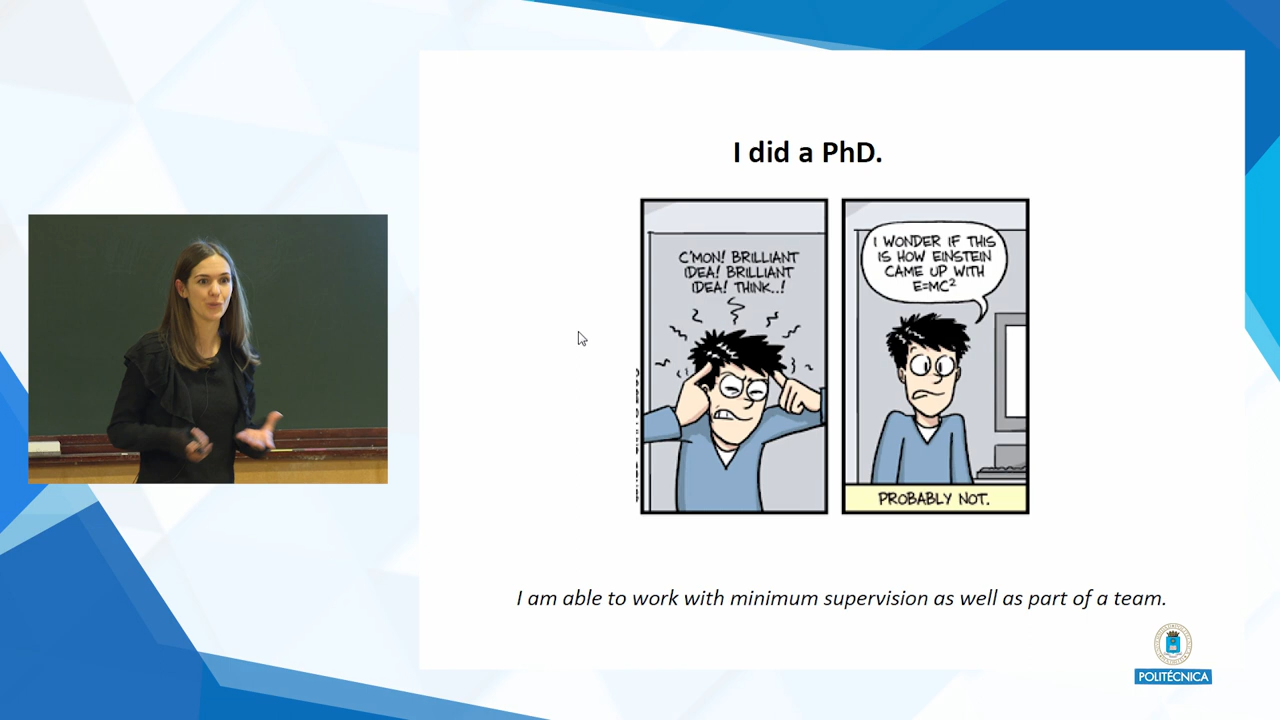 I did a PhD.
C'MON! BRILLIANT
IDEA! BRILLIANT
IDEA! THINK..!
I WONDER IF THIS
IS HOW EINSTEIN
CAME UP WITH
E=MC²
PROBABLY NOT.
I am able to work with minimum supervision as well as part of a team.
POLITÉCNICA